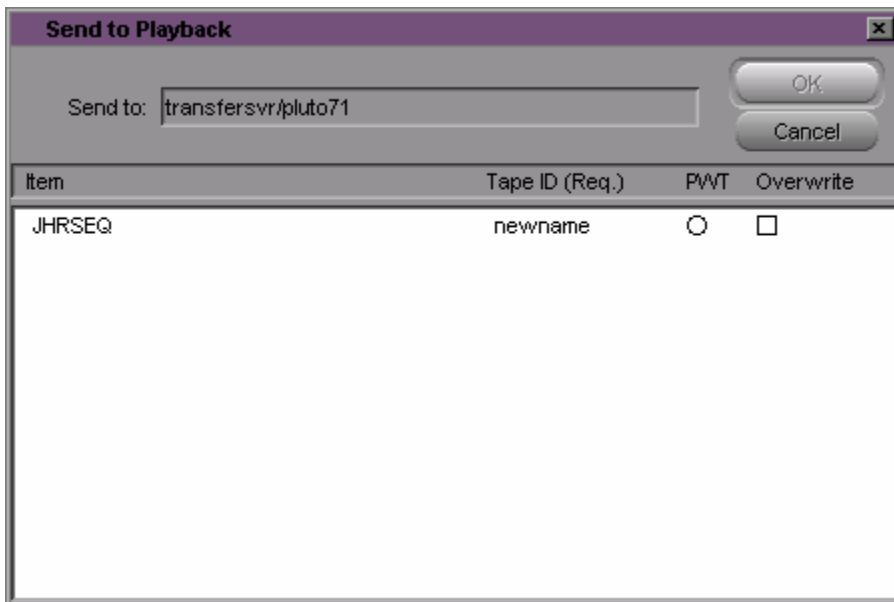 Send to Playback
Send to: transfersvr/pluto71
OK
Cancel
Item Tape ID (Req.) PWT Overwrite
JHRSEQ newname